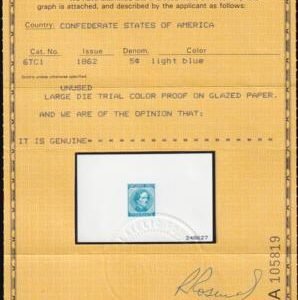 graph is attached, and described by the applicant as follows:
Country: CONFEDERATE STATES OF AMERICA
Cat. No. Issue Denom. Color
6TC1 1862 5¢ light blue
UNUSED
LARGE DIE TRIAL COLOR PROOF ON GLAZED PAPER.
AND WE ARE OF THE OPINION THAT:
IT IS GENUINE
A 105819